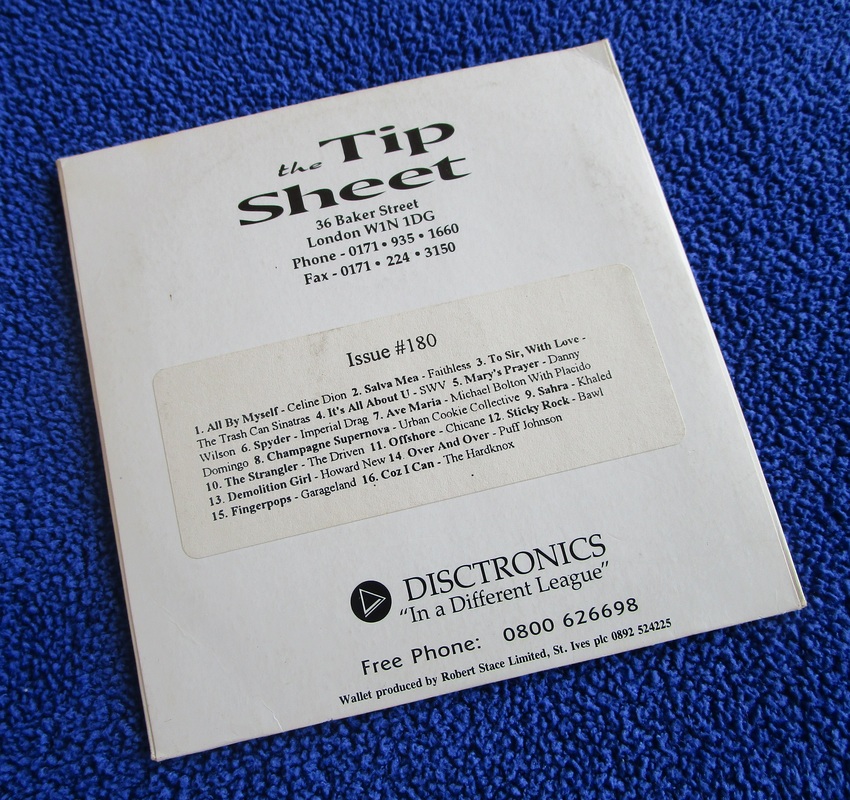 the Tip
Sheet
36 Baker Street
London W1N 1DG
Phone - 0171 • 935 • 1660
Fax - 0171 • 224 • 3150
Issue #180
1. All By Myself - Celine Dion 2. Salva Mea - Faithless 3. To Sir, With Love -
The Trash Can Sinatras 4. It's All About U - SWV 5. Mary's Prayer - Danny
Wilson 6. Spyder - Imperial Drag 7. Ave Maria - Michael Bolton With Placido
Domingo 8. Champagne Supernova - Urban Cookie Collective 9. Sahra - Khaled
10. The Strangler - The Driven 11. Offshore - Chicane 12. Sticky Rock - Bawl
13. Demolition Girl - Howard New 14. Over And Over - Puff Johnson
15. Fingerpops - Garageland 16. Coz I Can - The Hardknox
DISCTRONICS
“In a Different League”
Free Phone: 0800 626698
Wallet produced by Robert Stace Limited, St. Ives plc 0892 524225